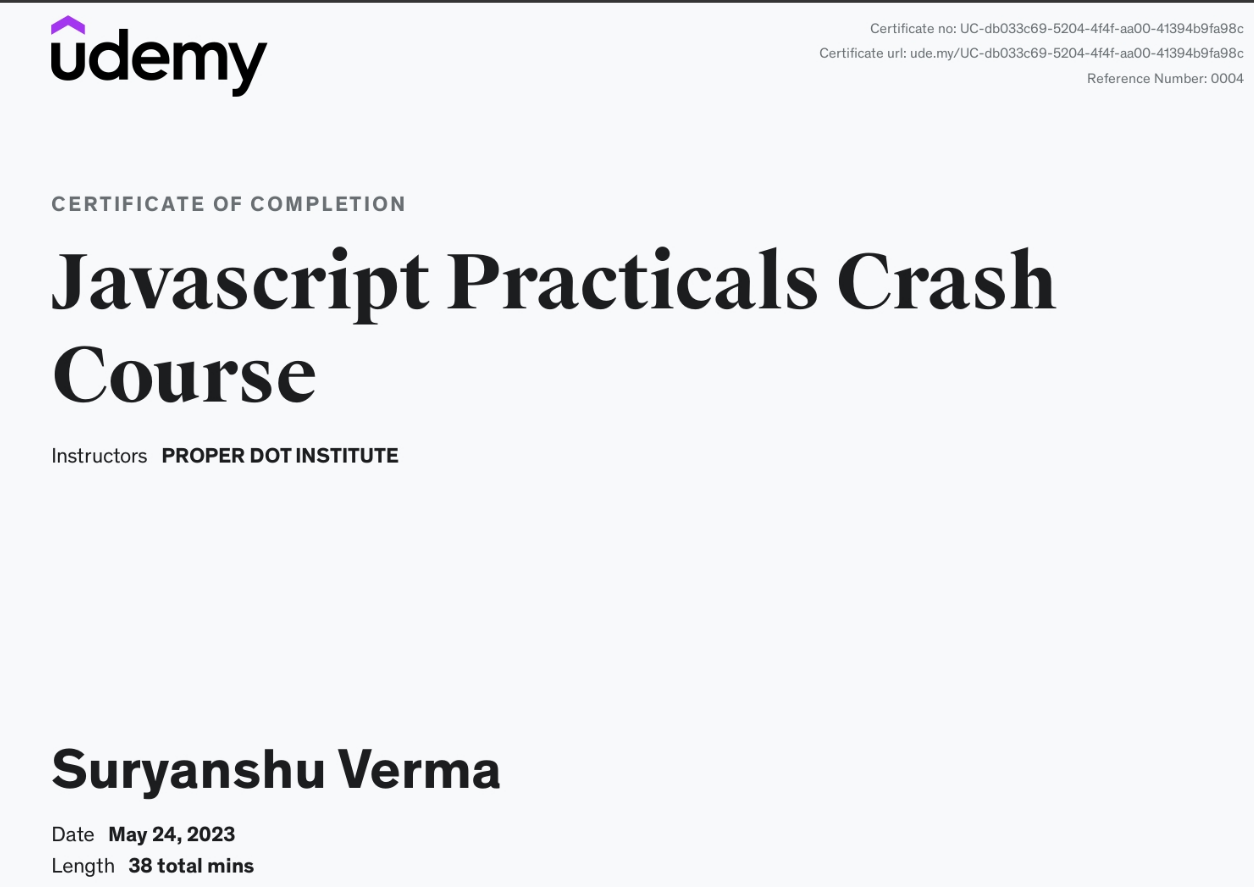 udemy
Certificate no: UC-db033c69-5204-4f4f-aa00-41394b9fa98c
Certificate url: ude.my/UC-db033c69-5204-4f4f-aa00-41394b9fa98c
Reference Number: 0004
CERTIFICATE OF COMPLETION
Javascript Practicals Crash
Course
Instructors PROPER DOT INSTITUTE
Suryanshu Verma
Date May 24, 2023
Length 38 total mins